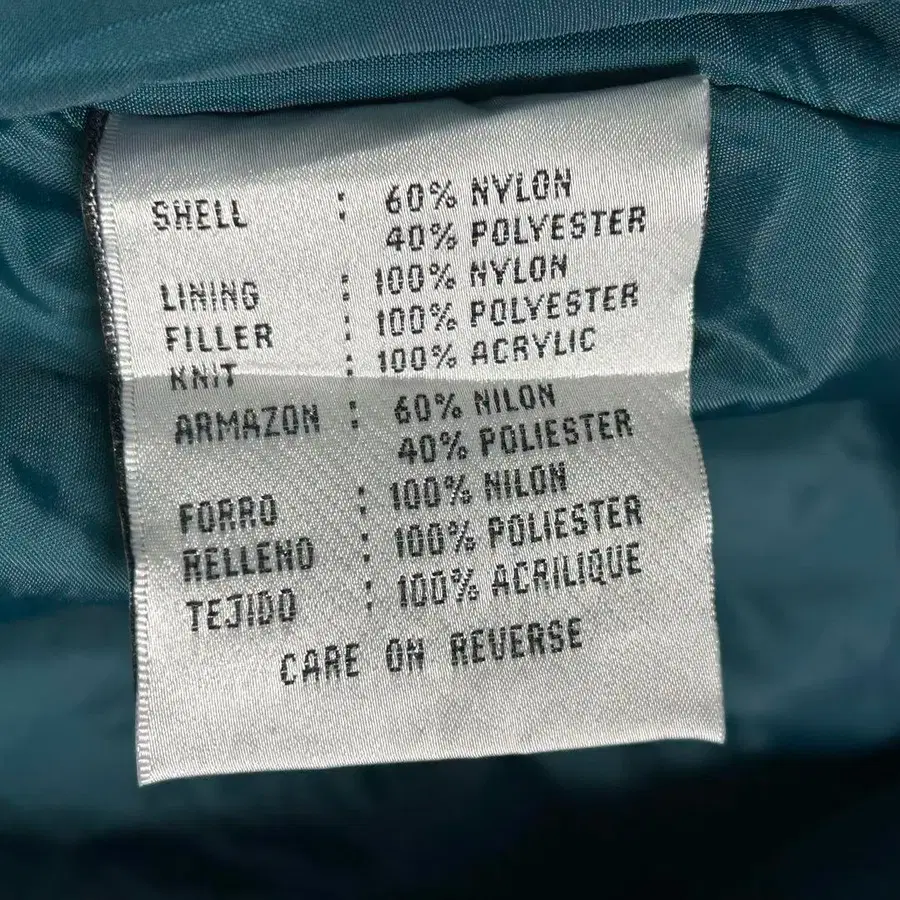 SHELL : 60% NYLON
40% POLYESTER
LINING : 100% NYLON
FILLER : 100% POLYESTER
KNIT : 100% ACRYLIC
ARMAZON : 60% NILON
40% POLIESTER
FORRO : 100% NILON
RELLENO : 100% POLIESTER
TEJIDO : 100% ACRILIQUE
CARE ON REVERSE